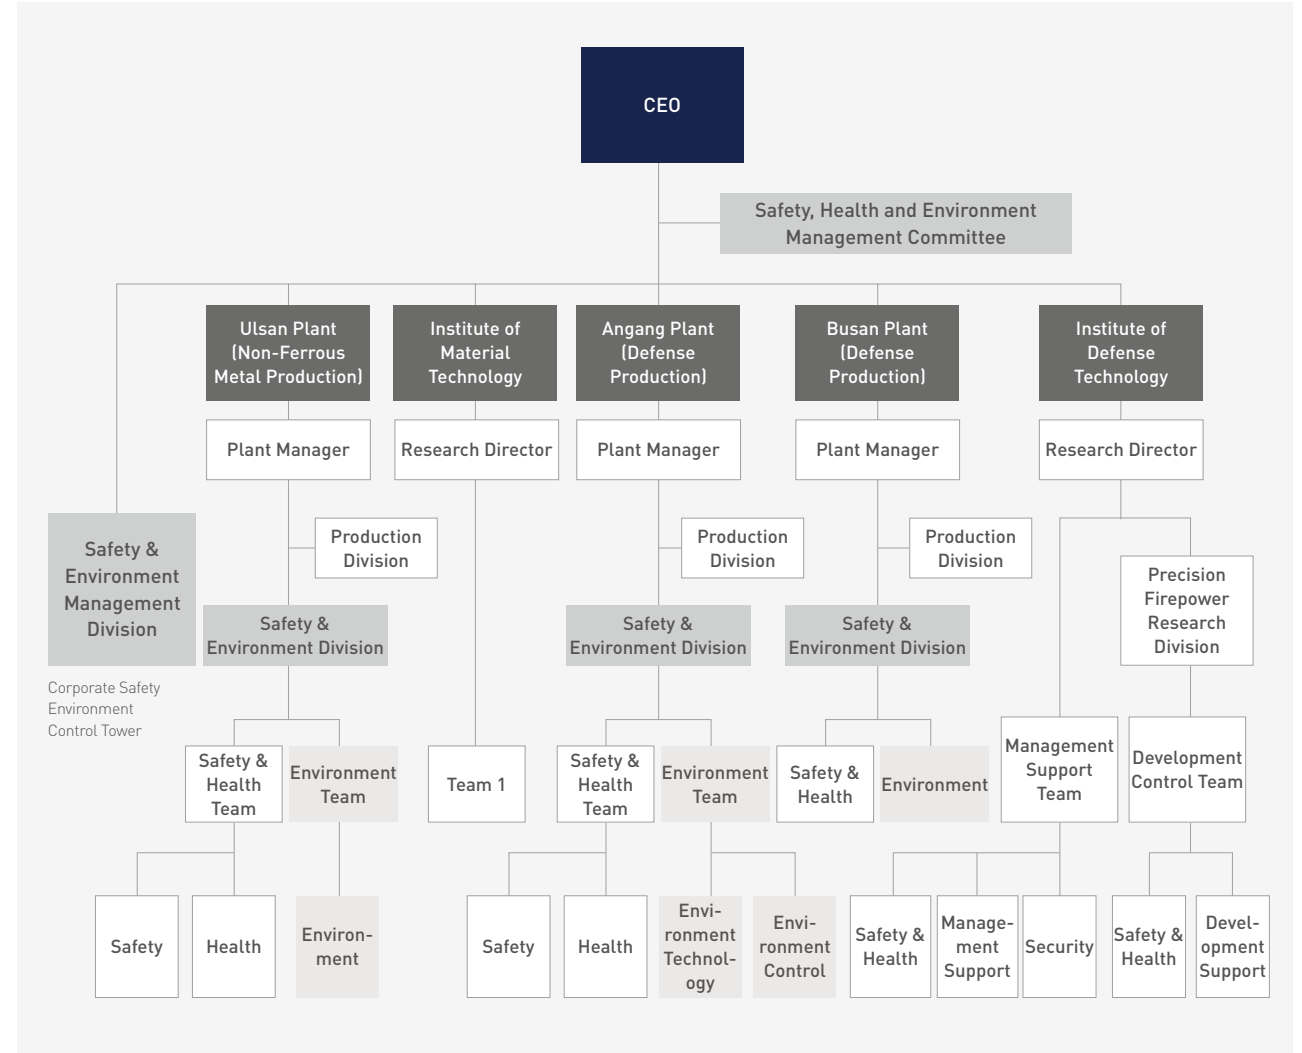 CEO
Safety, Health and Environment
Management Committee
Ulsan Plant
(Non-Ferrous
Metal Production)
Institute of
Material
Technology
Angang Plant
(Defense
Production)
Busan Plant
(Defense
Production)
Institute of
Defense
Technology
Plant Manager
Research Director
Plant Manager
Plant Manager
Research Director
Safety &
Environment
Management
Division
Corporate Safety
Environment
Control Tower
Production
Division
Production
Division
Production
Division
Precision
Firepower
Research
Division
Safety &
Environment Division
Safety &
Environment Division
Safety &
Environment Division
Safety &
Health
Team
Environment
Team
Team 1
Safety &
Health
Team
Environment
Team
Safety &
Health
Environment
Management
Support
Team
Development
Control Team
Safety
Health
Environ-
ment
Safety
Health
Envi-
ronment
Technol-
ogy
Envi-
ronment
Control
Safety &
Health
Manage-
ment
Support
Security
Safety &
Health
Devel-
opment
Support